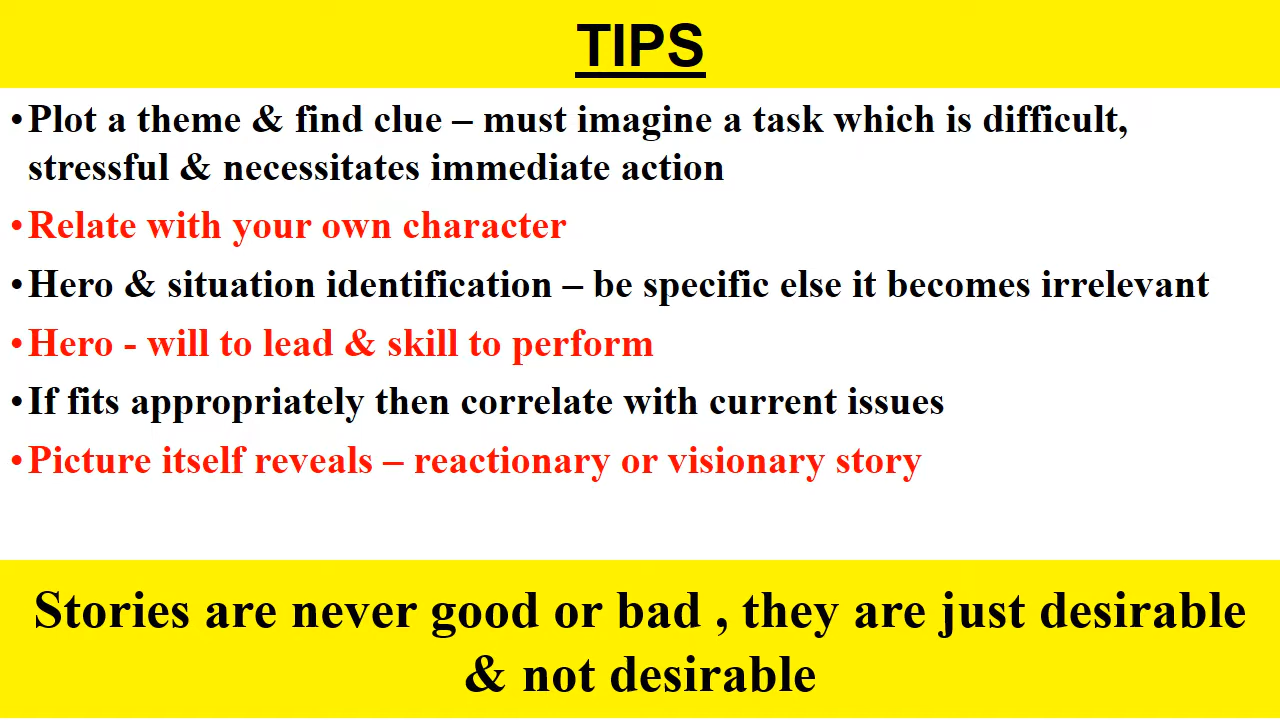 TIPS
•Plot a theme & find clue – must imagine a task which is difficult,
stressful & necessitates immediate action
•Relate with your own character
•Hero & situation identification – be specific else it becomes irrelevant
•Hero - will to lead & skill to perform
•If fits appropriately then correlate with current issues
•Picture itself reveals – reactionary or visionary story
Stories are never good or bad , they are just desirable
& not desirable